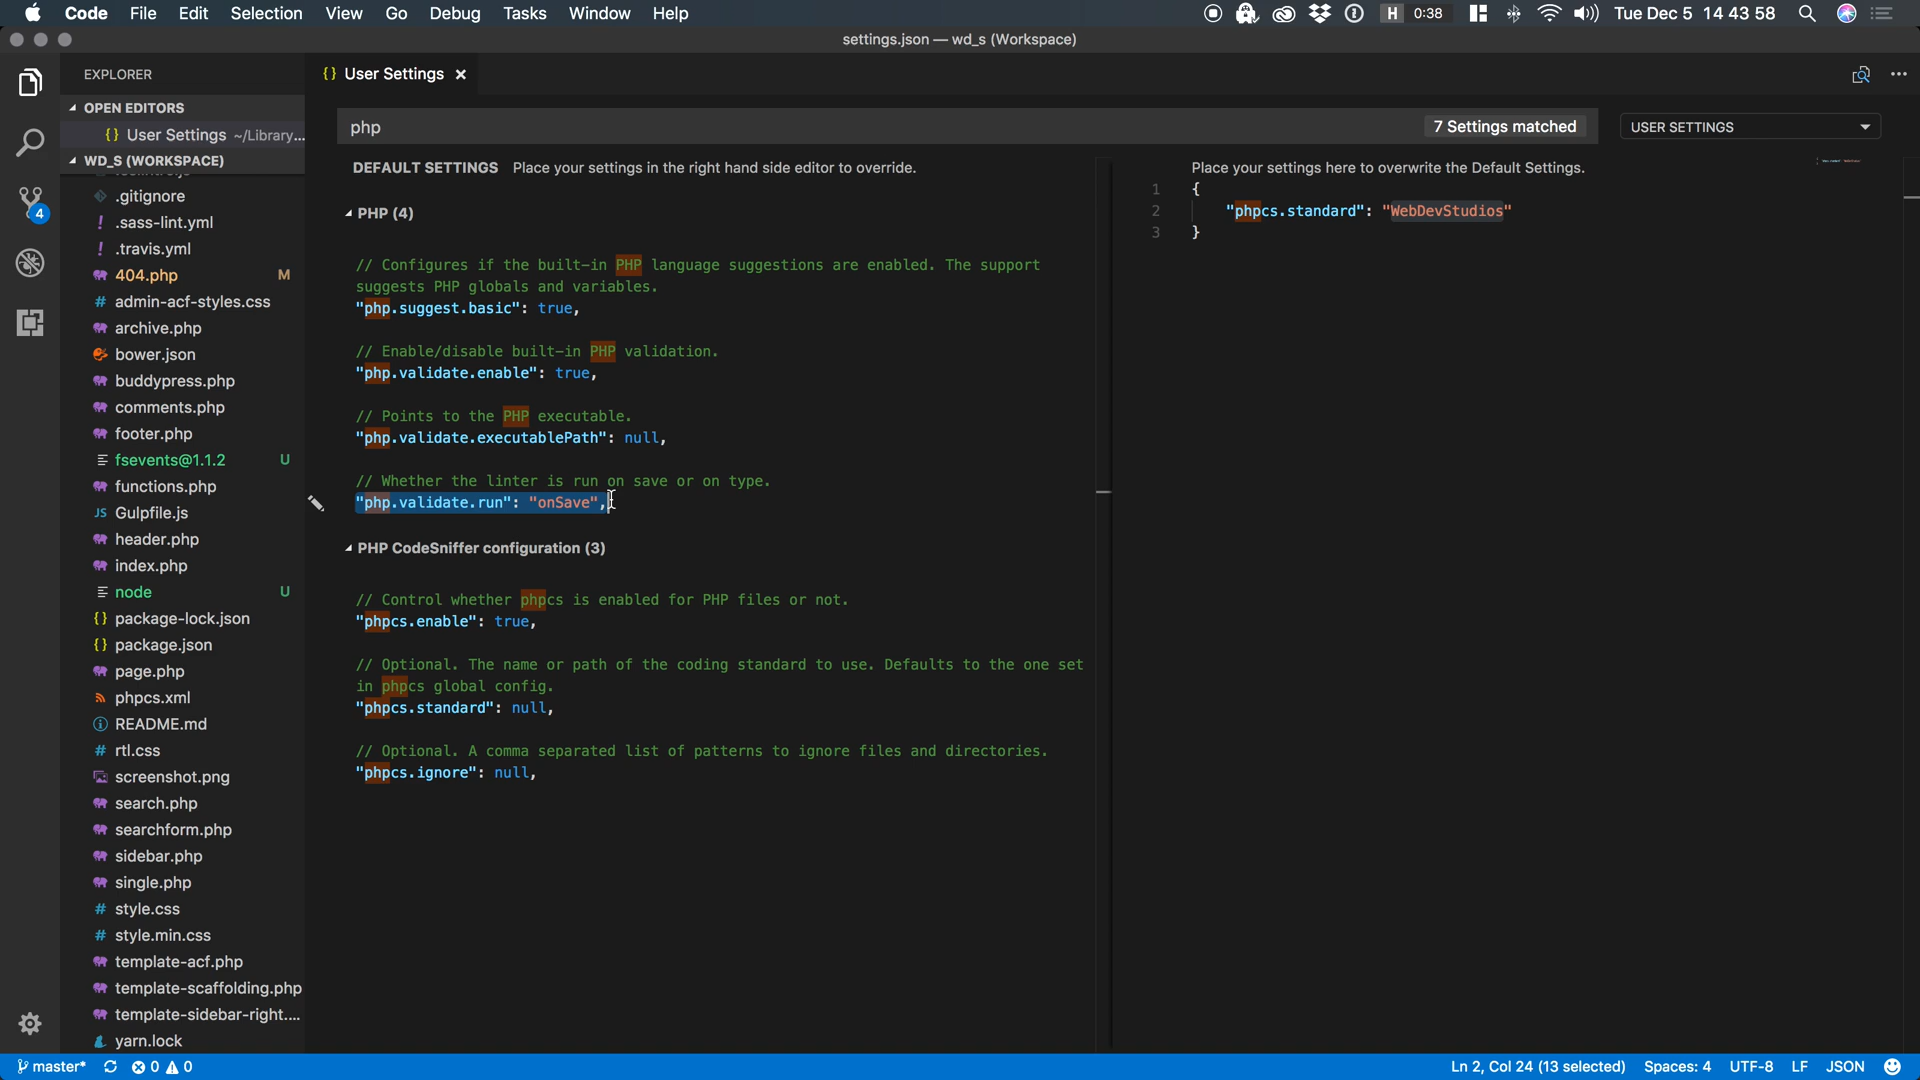 Code File Edit Selection View Go Debug Tasks Window Help H 0:38 Tue Dec 5 14 43 58
settings.json — wd_s (Workspace)
EXPLORER
{} User Settings ×
OPEN EDITORS
{} User Settings ~/Library...
WD_S (WORKSPACE)
.gitignore
! .sass-lint.yml
! .travis.yml
404.php M
# admin-acf-styles.css
archive.php
bower.json
buddypress.php
comments.php
footer.php
fsevents@1.1.2 U
functions.php
JS Gulpfile.js
header.php
index.php
node U
{} package-lock.json
{} package.json
page.php
phpcs.xml
README.md
# rtl.css
screenshot.png
search.php
searchform.php
sidebar.php
single.php
# style.css
# style.min.css
template-acf.php
template-scaffolding.php
template-sidebar-right....
yarn.lock
4
php
7 Settings matched
USER SETTINGS
DEFAULT SETTINGS Place your settings in the right hand side editor to override.
PHP (4)
// Configures if the built-in PHP language suggestions are enabled. The support
suggests PHP globals and variables.
"php.suggest.basic": true,
// Enable/disable built-in PHP validation.
"php.validate.enable": true,
// Points to the PHP executable.
"php.validate.executablePath": null,
// Whether the linter is run on save or on type.
"php.validate.run": "onSave",
PHP CodeSniffer configuration (3)
// Control whether phpcs is enabled for PHP files or not.
"phpcs.enable": true,
// Optional. The name or path of the coding standard to use. Defaults to the one set
in phpcs global config.
"phpcs.standard": null,
// Optional. A comma separated list of patterns to ignore files and directories.
"phpcs.ignore": null,
Place your settings here to overwrite the Default Settings.
1 {
2 "phpcs.standard": "WebDevStudios"
3 }
master* 0 0 Ln 2, Col 24 (13 selected) Spaces: 4 UTF-8 LF JSON